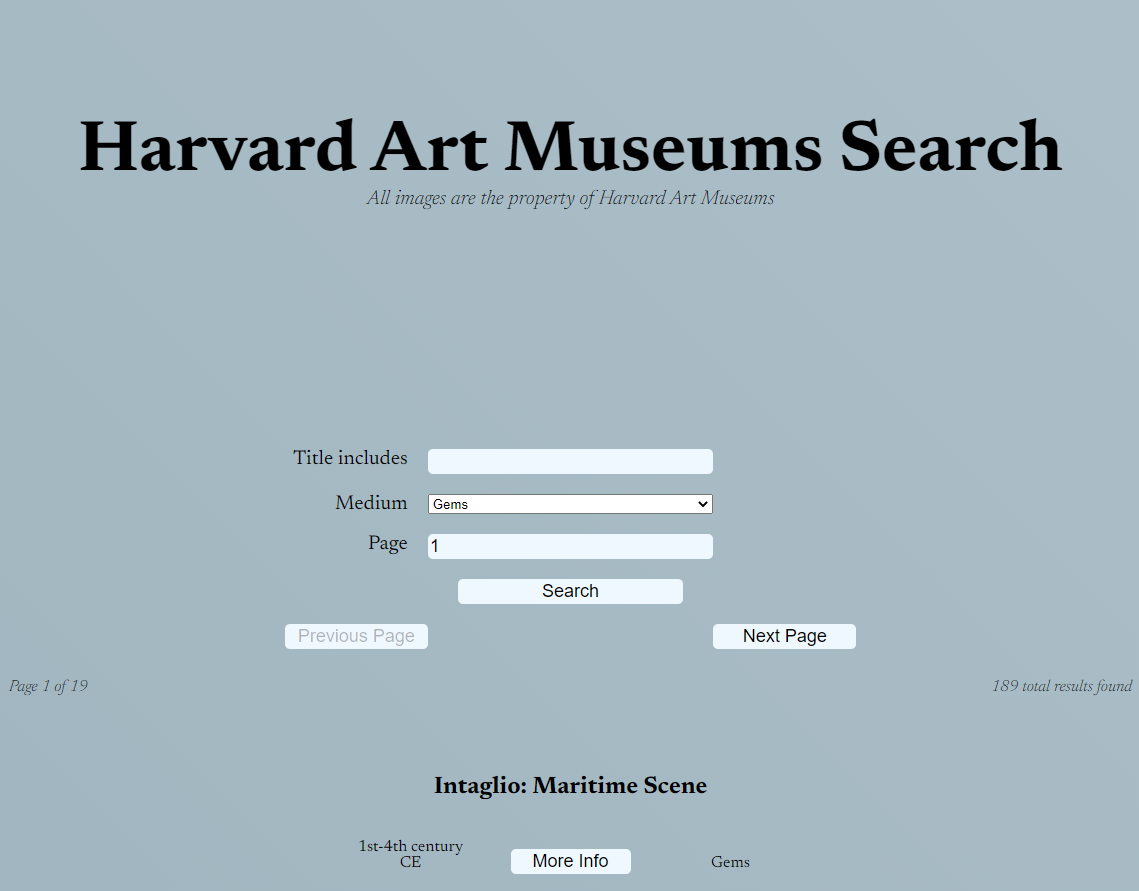 Harvard Art Museums Search
All images are the property of Harvard Art Museums
Title includes
Medium Gems
Page 1
Search
Previous Page Next Page
Page 1 of 19 189 total results found
Intaglio: Maritime Scene
1st-4th century
CE More Info Gems